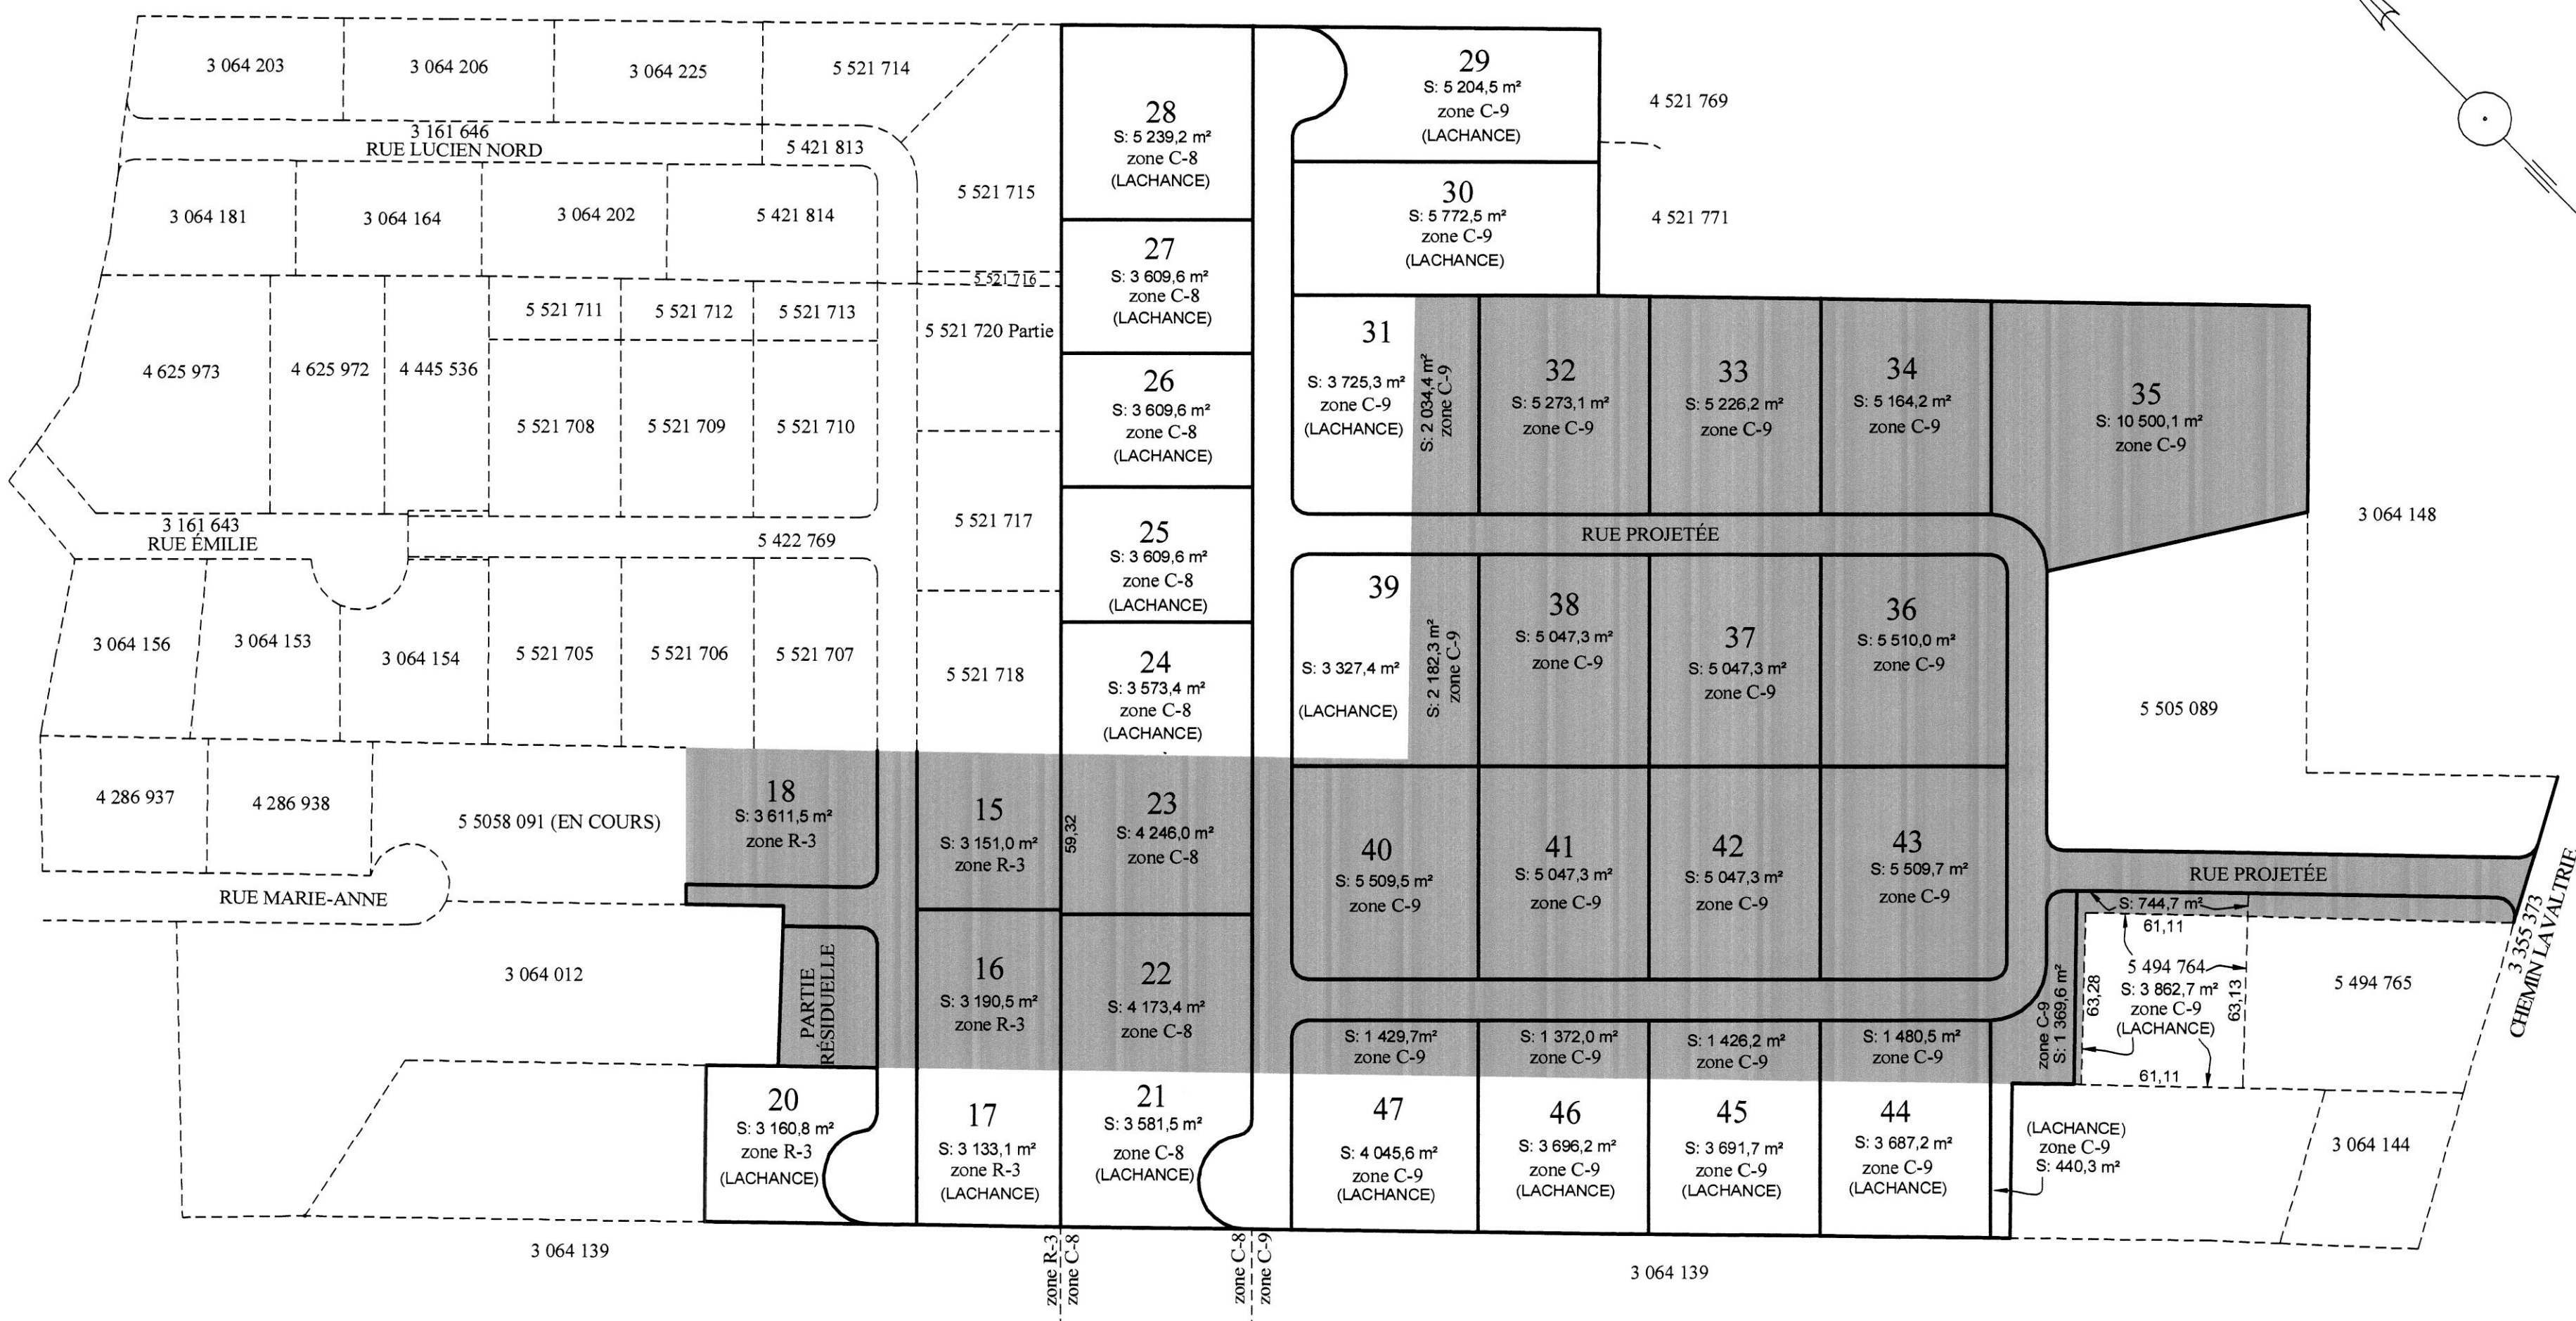 3 064 203
3 064 206
3 064 225
5 521 714
3 161 646
RUE LUCIEN NORD
5 421 813
3 064 181
3 064 164
3 064 202
5 421 814
5 521 715
5 521 716
4 625 973
4 625 972
4 445 536
5 521 711
5 521 712
5 521 713
5 521 720 Partie
5 521 708
5 521 709
5 521 710
3 161 643
RUE ÉMILIE
5 422 769
5 521 717
3 064 156
3 064 153
3 064 154
5 521 705
5 521 706
5 521 707
5 521 718
4 286 937
4 286 938
5 5058 091 (EN COURS)
RUE MARIE-ANNE
3 064 012
3 064 139
28
S: 5 239,2 m²
zone C-8
(LACHANCE)
27
S: 3 609,6 m²
zone C-8
(LACHANCE)
26
S: 3 609,6 m²
zone C-8
(LACHANCE)
25
S: 3 609,6 m²
zone C-8
(LACHANCE)
24
S: 3 573,4 m²
zone C-8
(LACHANCE)
29
S: 5 204,5 m²
zone C-9
(LACHANCE)
4 521 769
30
S: 5 772,5 m²
zone C-9
(LACHANCE)
4 521 771
31
S: 3 725,3 m²
zone C-9
(LACHANCE)
S: 2 034,4 m²
zone C-9
32
S: 5 273,1 m²
zone C-9
33
S: 5 226,2 m²
zone C-9
34
S: 5 164,2 m²
zone C-9
35
S: 10 500,1 m²
zone C-9
3 064 148
RUE PROJETÉE
39
S: 3 327,4 m²
(LACHANCE)
S: 2 182,3 m²
zone C-9
38
S: 5 047,3 m²
zone C-9
37
S: 5 047,3 m²
zone C-9
36
S: 5 510,0 m²
zone C-9
5 505 089
18
S: 3 611,5 m²
zone R-3
15
S: 3 151,0 m²
zone R-3
59,32
23
S: 4 246,0 m²
zone C-8
40
S: 5 509,5 m²
zone C-9
41
S: 5 047,3 m²
zone C-9
42
S: 5 047,3 m²
zone C-9
43
S: 5 509,7 m²
zone C-9
RUE PROJETÉE
3 355 373
CHEMIN LAVALTRIE
PARTIE
RÉSIDUELLE
16
S: 3 190,5 m²
zone R-3
22
S: 4 173,4 m²
zone C-8
S: 1 429,7m²
zone C-9
S: 1 372,0 m²
zone C-9
S: 1 426,2 m²
zone C-9
S: 1 480,5 m²
zone C-9
zone C-9
S: 1 369,6 m²
S: 744,7 m²
61,11
63,28
5 494 764
S: 3 862,7 m²
zone C-9
(LACHANCE)
63,13
61,11
5 494 765
20
S: 3 160,8 m²
zone R-3
(LACHANCE)
17
S: 3 133,1 m²
zone R-3
(LACHANCE)
21
S: 3 581,5 m²
zone C-8
(LACHANCE)
47
S: 4 045,6 m²
zone C-9
(LACHANCE)
46
S: 3 696,2 m²
zone C-9
(LACHANCE)
45
S: 3 691,7 m²
zone C-9
(LACHANCE)
44
S: 3 687,2 m²
zone C-9
(LACHANCE)
(LACHANCE)
zone C-9
S: 440,3 m²
3 064 144
zone R-3
zone C-8
zone C-8
zone C-9
3 064 139